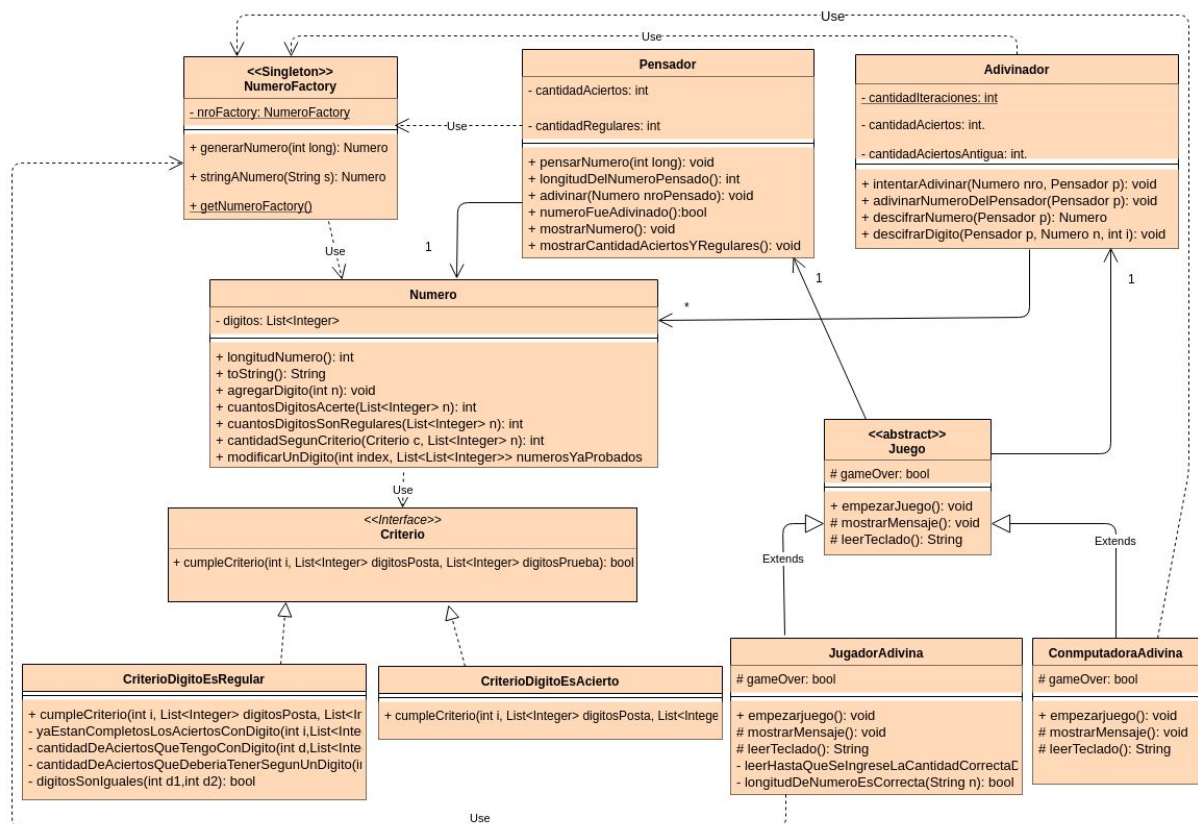 Use
Use
<<Singleton>>
NumeroFactory
- nroFactory: NumeroFactory
+ generarNumero(int long): Numero
+ stringANumero(String s): Numero
+ getNumeroFactory()
Use
Pensador
- cantidadAciertos: int
- cantidadRegulares: int
+ pensarNumero(int long): void
+ longitudDelNumeroPensado(): int
+ adivinar(Numero nroPensado): void
+ numeroFueAdivinado():bool
+ mostrarNumero(): void
+ mostrarCantidadAciertosYRegulares(): void
Adivinador
- cantidadIteraciones: int
- cantidadAciertos: int.
- cantidadAciertosAntigua: int.
+ intentarAdivinar(Numero nro, Pensador p): void
+ adivinarNumeroDelPensador(Pensador p): void
+ descifrarNumero(Pensador p): Numero
+ descifrarDigito(Pensador p, Numero n, int i): void
Use
1
1
1
*
Numero
- digitos: List<Integer>
+ longitudNumero(): int
+ toString(): String
+ agregarDigito(int n): void
+ cuantosDigitosAcerte(List<Integer> n): int
+ cuantosDigitosSonRegulares(List<Integer> n): int
+ cantidadSegunCriterio(Criterio c, List<Integer> n): int
+ modificarUnDigito(int index, List<List<Integer>> numerosYaProbados
Use
<<abstract>>
Juego
# gameOver: bool
+ empezarJuego(): void
# mostrarMensaje(): void
# leerTeclado(): String
Extends
Extends
<<Interface>>
Criterio
+ cumpleCriterio(int i, List<Integer> digitosPosta, List<Integer> digitosPrueba): bool
CriterioDigitoEsRegular
+ cumpleCriterio(int i, List<Integer> digitosPosta, List<Ir
- yaEstanCompletosLosAciertosConDigito(int i,List<Inte
- cantidadDeAciertosQueTengoConDigito(int d,List<Inte
- cantidadDeAciertosQueDeberiaTenerSegunUnDigito(ii
- digitosSonIguales(int d1,int d2): bool
CriterioDigitoEsAcierto
+ cumpleCriterio(int i, List<Integer> digitosPosta, List<Intege
JugadorAdivina
# gameOver: bool
+ empezarjuego(): void
# mostrarMensaje(): void
# leerTeclado(): String
- leerHastaQueSeIngreseLaCantidadCorrectaD
- longitudDeNumeroEsCorrecta(String n): bool
ConmputadoraAdivina
# gameOver: bool
+ empezarjuego(): void
# mostrarMensaje(): void
# leerTeclado(): String
Use